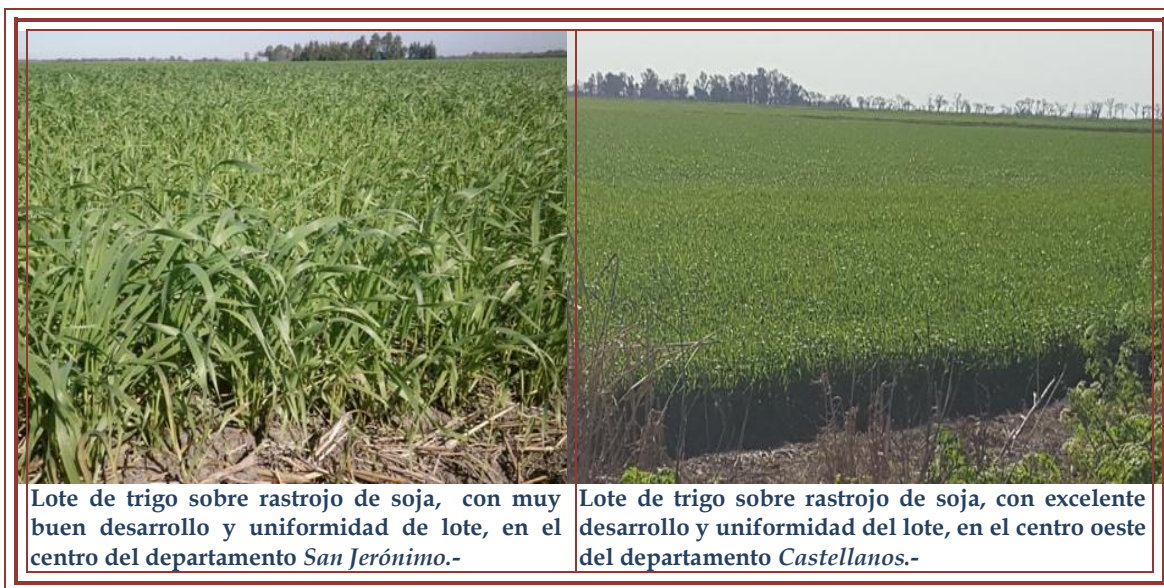 Lote de trigo sobre rastrojo de soja, con muy
buen desarrollo y uniformidad de lote, en el
centro del departamento San Jerónimo.-
Lote de trigo sobre rastrojo de soja, con excelente
desarrollo y uniformidad del lote, en el centro oeste
del departamento Castellanos.-